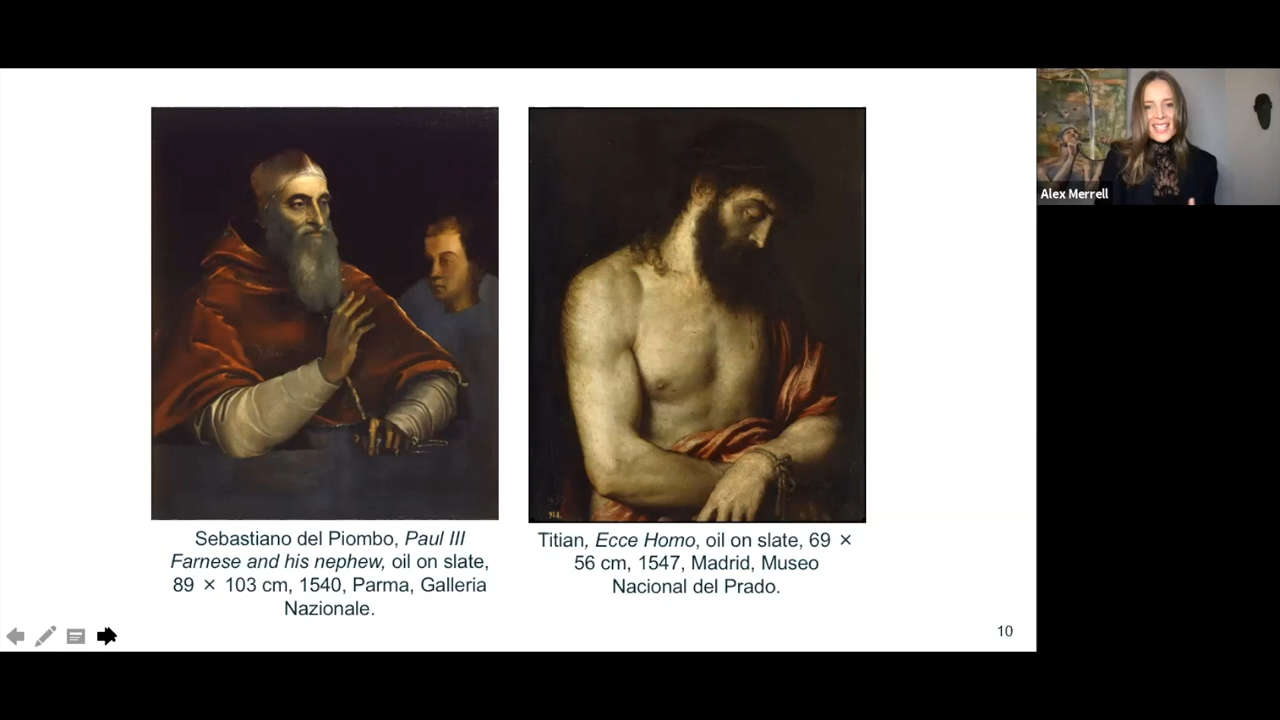 Alex Merrell
914.
Sebastiano del Piombo, Paul III
Farnese and his nephew, oil on slate,
89 × 103 cm, 1540, Parma, Galleria
Nazionale.
Titian, Ecce Homo, oil on slate, 69 ×
56 cm, 1547, Madrid, Museo
Nacional del Prado.
10